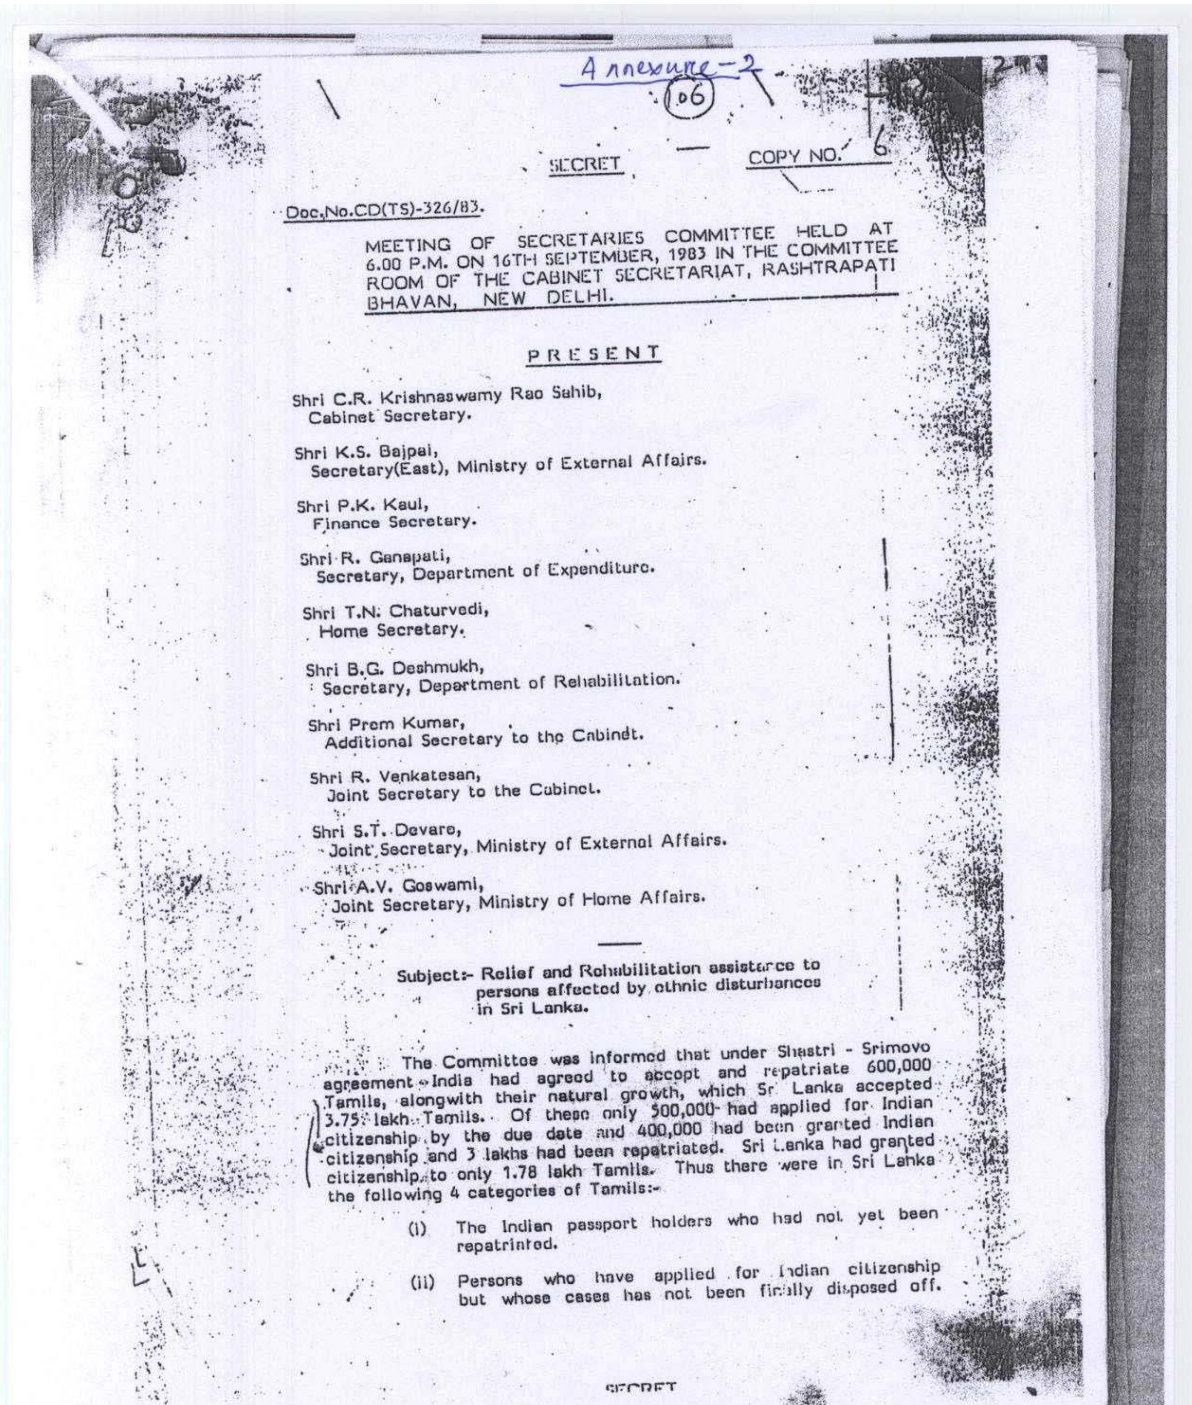 Annexure-2
106
SECRET
COPY NO. 6
Doc.No.CD(TS)-326/83.
MEETING OF SECRETARIES COMMITTEE HELD AT
6.00 P.M. ON 16TH SEPTEMBER, 1983 IN THE COMMITTEE
ROOM OF THE CABINET SECRETARIAT, RASHTRAPATI
BHAVAN, NEW DELHI.
PRESENT
Shri C.R. Krishnaswamy Rao Sahib,
Cabinet Secretary.
Shri K.S. Bajpai,
Secretary(East), Ministry of External Affairs.
Shri P.K. Kaul,
Finance Secretary.
Shri R. Ganapati,
Secretary, Department of Expenditure.
Shri T.N. Chaturvedi,
Home Secretary.
Shri B.G. Deshmukh,
Secretary, Department of Rehabilitation.
Shri Prem Kumar,
Additional Secretary to the Cabinet.
Shri R. Venkatesan,
Joint Secretary to the Cabinet.
Shri S.T. Devare,
Joint Secretary, Ministry of External Affairs.
Shri A.V. Goswami,
Joint Secretary, Ministry of Home Affairs.
Subject:- Relief and Rehabilitation assistance to
persons affected by ethnic disturbances
in Sri Lanka.
The Committee was informed that under Shastri - Srimovo
agreement India had agreed to accept and repatriate 600,000
Tamils, alongwith their natural growth, which Sri Lanka accepted
3.75 lakh Tamils. Of these only 500,000 had applied for Indian
citizenship by the due date and 400,000 had been granted Indian
citizenship and 3 lakhs had been repatriated. Sri Lanka had granted
citizenship to only 1.78 lakh Tamils. Thus there were in Sri Lanka
the following 4 categories of Tamils:-
(i) The Indian passport holders who had not yet been
repatriated.
(ii) Persons who have applied for Indian citizenship
but whose cases has not been finally disposed off.
SECRET